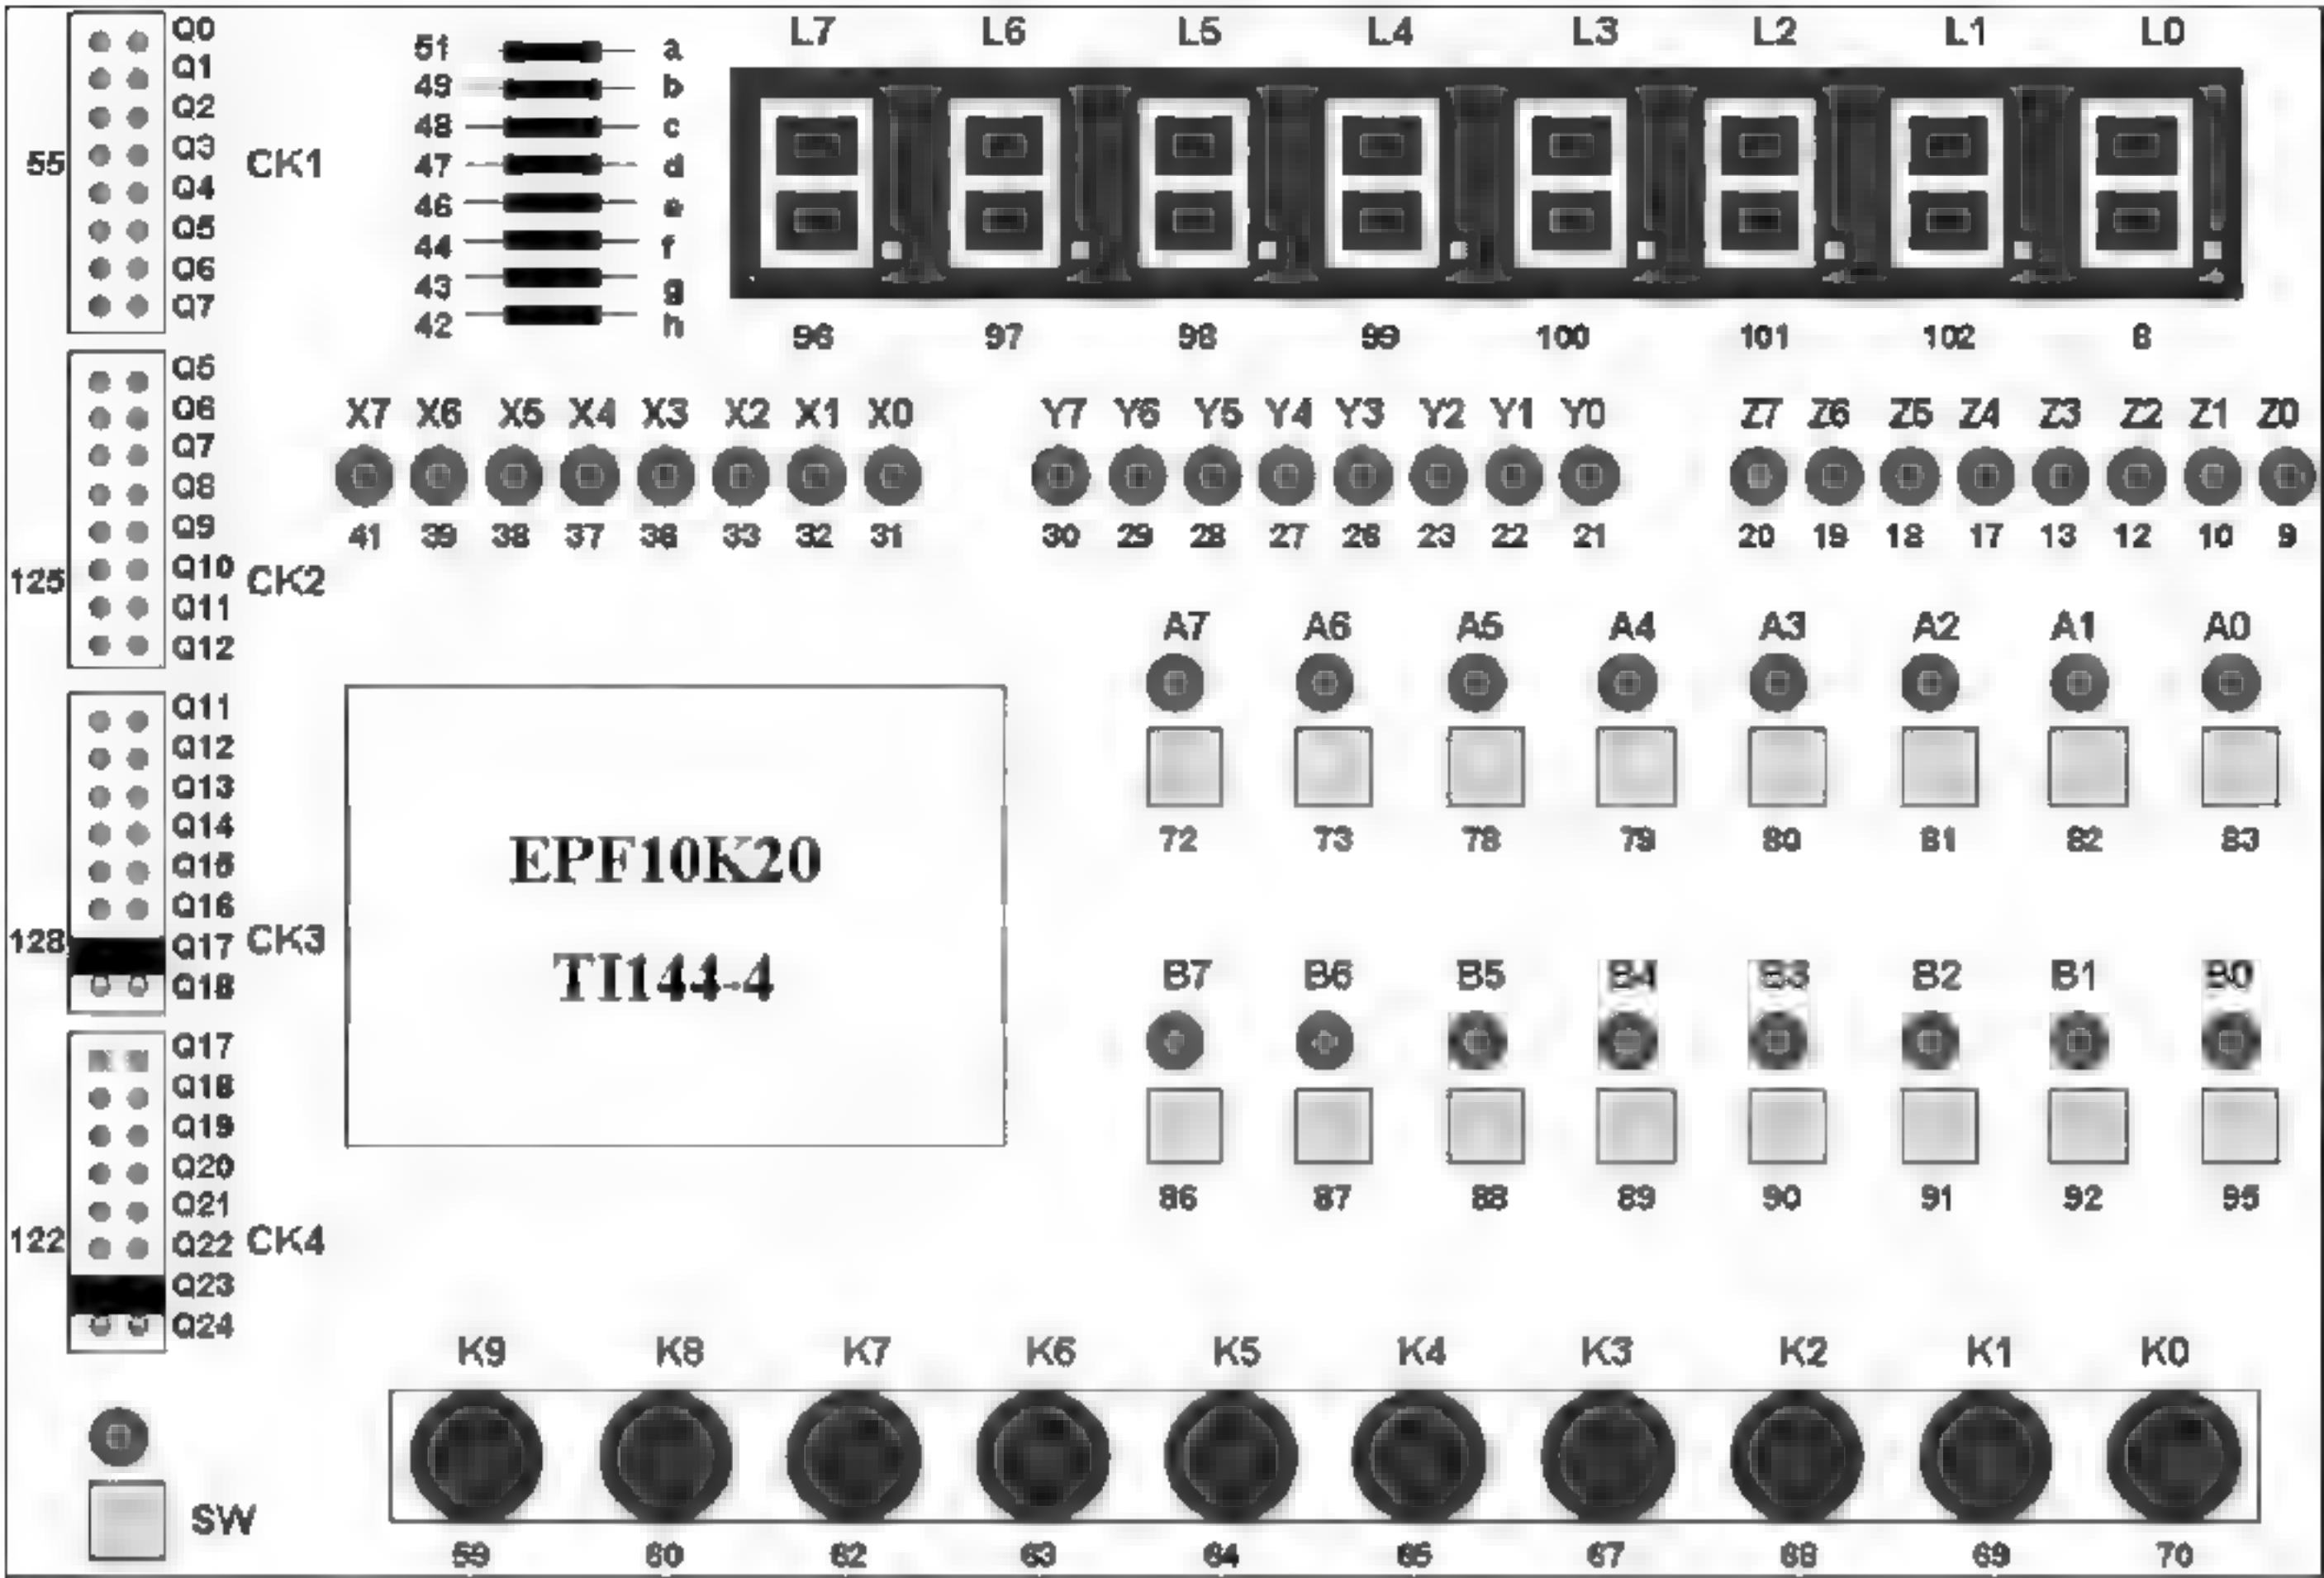 L7 L6 L5 L4 L3 L2 L1 L0
96 97 98 99 100 101 102 8
51 a
49 b
48 c
47 d
46 e
44 f
43 g
42 h
Q0
Q1
Q2
Q3
Q4
Q5
Q6
Q7
55 CK1
Q5
Q6
Q7
Q8
Q9
Q10
Q11
Q12
125 CK2
X7 X6 X5 X4 X3 X2 X1 X0
41 39 38 37 36 33 32 31
Y7 Y6 Y5 Y4 Y3 Y2 Y1 Y0
30 29 28 27 26 23 22 21
Z7 Z6 Z5 Z4 Z3 Z2 Z1 Z0
20 19 18 17 13 12 10 9
Q11
Q12
Q13
Q14
Q15
Q16
Q17
Q18
128 CK3
EPF10K20
TI144-4
A7 A6 A5 A4 A3 A2 A1 A0
72 73 78 79 80 81 82 83
B7 B6 B5 B4 B3 B2 B1 B0
86 87 88 89 90 91 92 95
Q17
Q18
Q19
Q20
Q21
Q22
Q23
Q24
122 CK4
K9 K8 K7 K6 K5 K4 K3 K2 K1 K0
59 60 62 63 64 65 67 68 69 70
SW